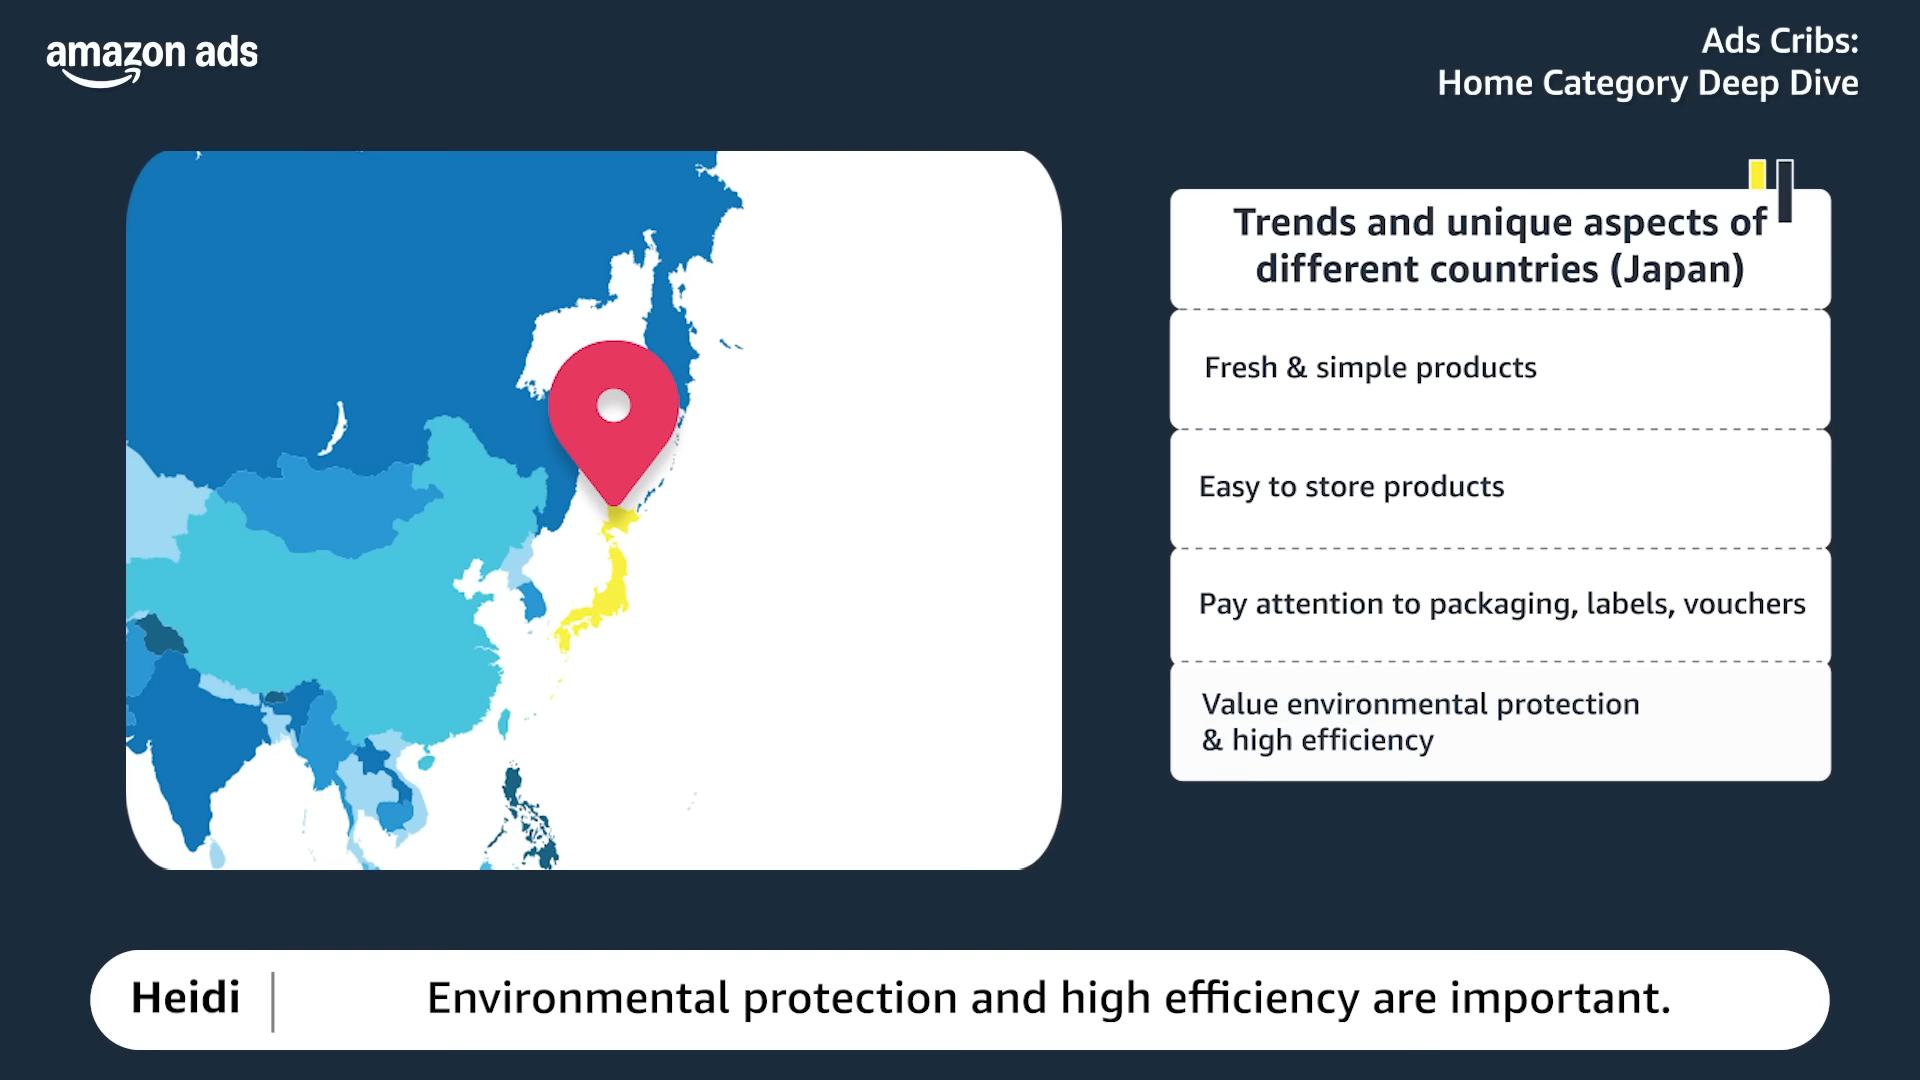 amazon ads
Ads Cribs:
Home Category Deep Dive
Trends and unique aspects of
different countries (Japan)
Fresh & simple products
Easy to store products
Pay attention to packaging, labels, vouchers
Value environmental protection
& high efficiency
Heidi
Environmental protection and high efficiency are important.